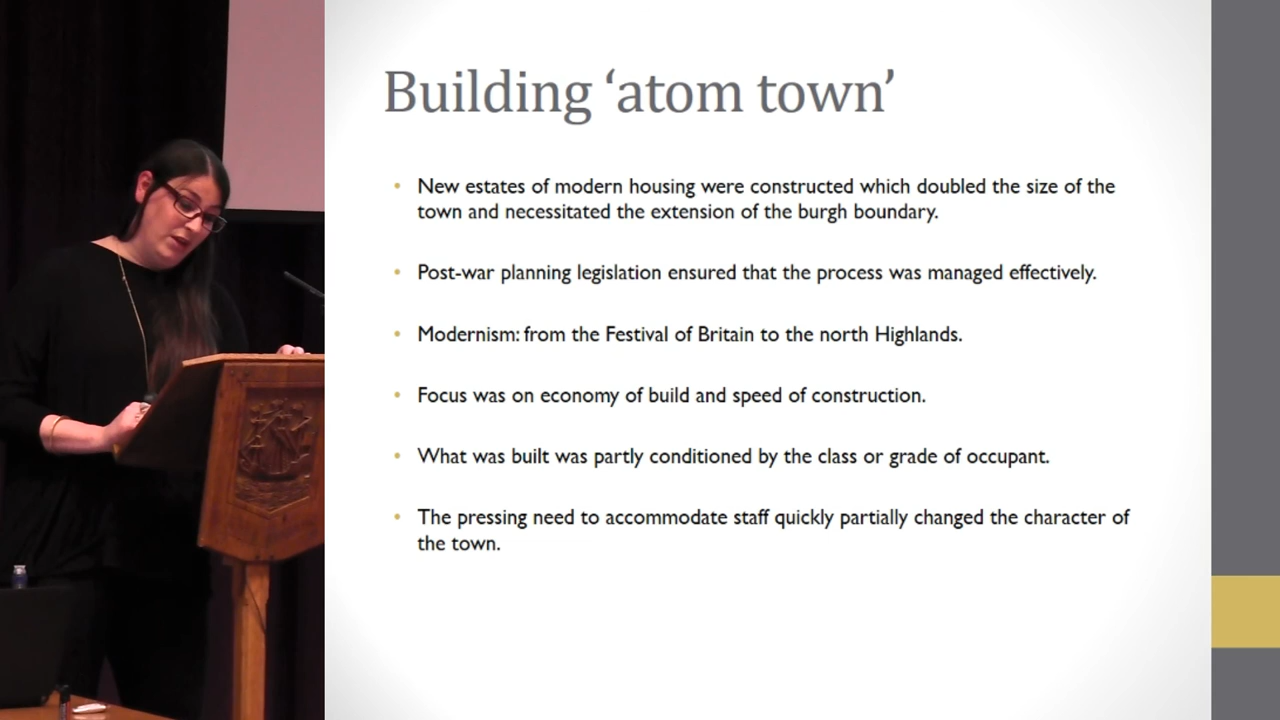 Building ‘atom town’
• New estates of modern housing were constructed which doubled the size of the
town and necessitated the extension of the burgh boundary.
• Post-war planning legislation ensured that the process was managed effectively.
• Modernism: from the Festival of Britain to the north Highlands.
• Focus was on economy of build and speed of construction.
• What was built was partly conditioned by the class or grade of occupant.
• The pressing need to accommodate staff quickly partially changed the character of
the town.